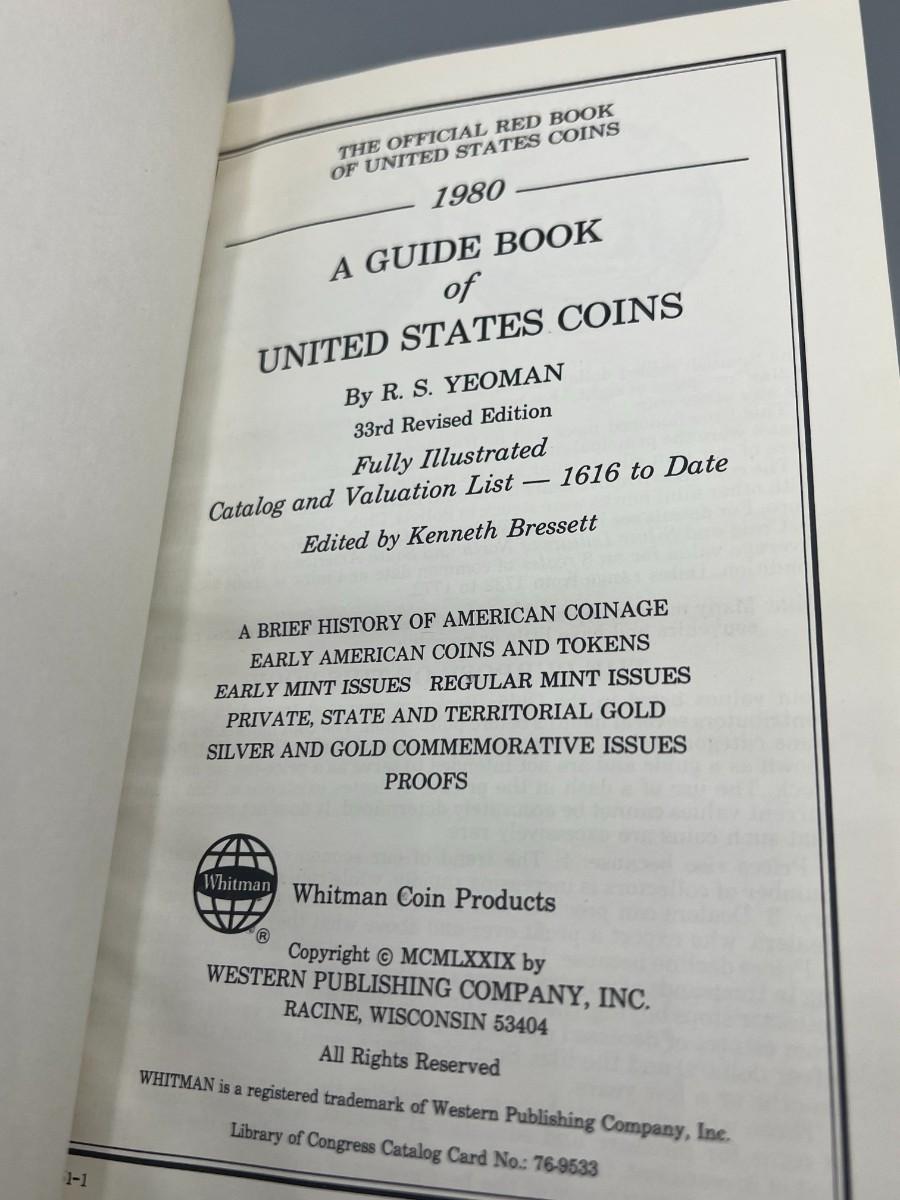 THE OFFICIAL RED BOOK
OF UNITED STATES COINS
1980
A GUIDE BOOK
of
UNITED STATES COINS
By R. S. YEOMAN
33rd Revised Edition
Fully Illustrated
Catalog and Valuation List — 1616 to Date
Edited by Kenneth Bressett
A BRIEF HISTORY OF AMERICAN COINAGE
EARLY AMERICAN COINS AND TOKENS
EARLY MINT ISSUES REGULAR MINT ISSUES
PRIVATE, STATE AND TERRITORIAL GOLD
SILVER AND GOLD COMMEMORATIVE ISSUES
PROOFS
Whitman ®
Whitman Coin Products
Copyright © MCMLXXIX by
WESTERN PUBLISHING COMPANY, INC.
RACINE, WISCONSIN 53404
All Rights Reserved
WHITMAN is a registered trademark of Western Publishing Company, Inc.
Library of Congress Catalog Card No.: 76-9533
1-1